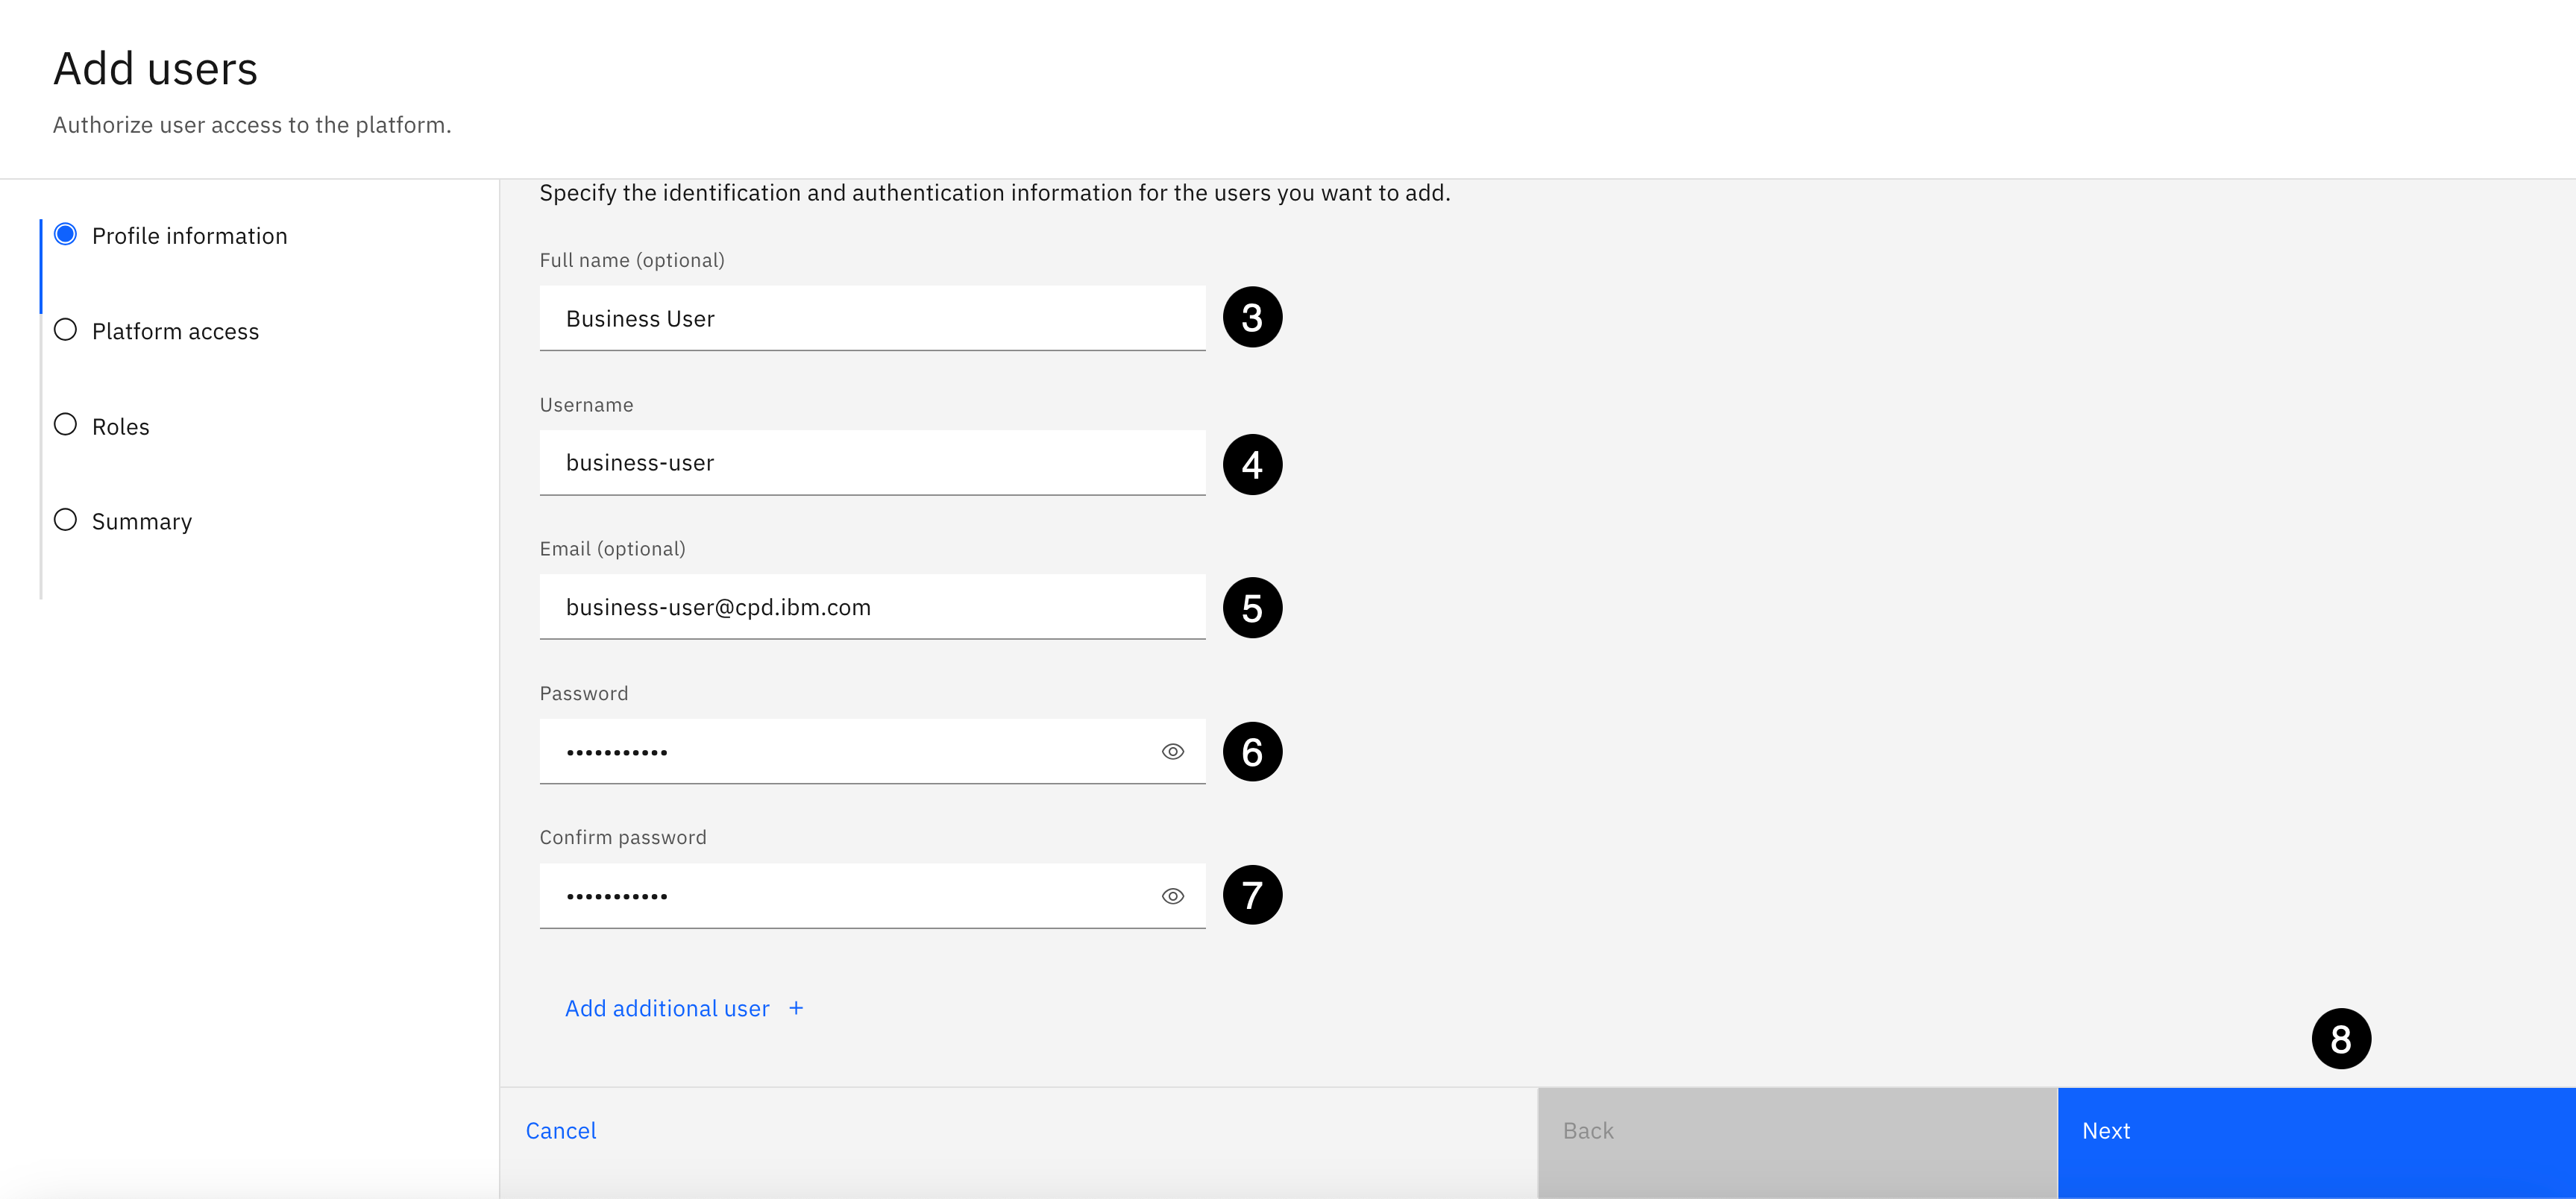 Add users
Authorize user access to the platform.
Profile information
Platform access
Roles
Summary
Specify the identification and authentication information for the users you want to add.
Full name (optional)
Business User
3
Username
business-user
4
Email (optional)
business-user@cpd.ibm.com
5
Password
•••••••••••
6
Confirm password
•••••••••••
7
Add additional user +
8
Cancel
Back
Next